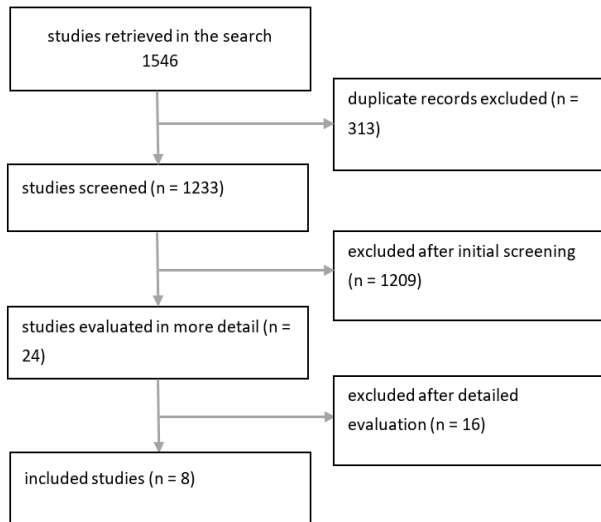 studies retrieved in the search
1546
duplicate records excluded (n =
313)
studies screened (n = 1233)
excluded after initial screening
(n = 1209)
studies evaluated in more detail (n =
24)
excluded after detailed
evaluation (n = 16)
included studies (n = 8)